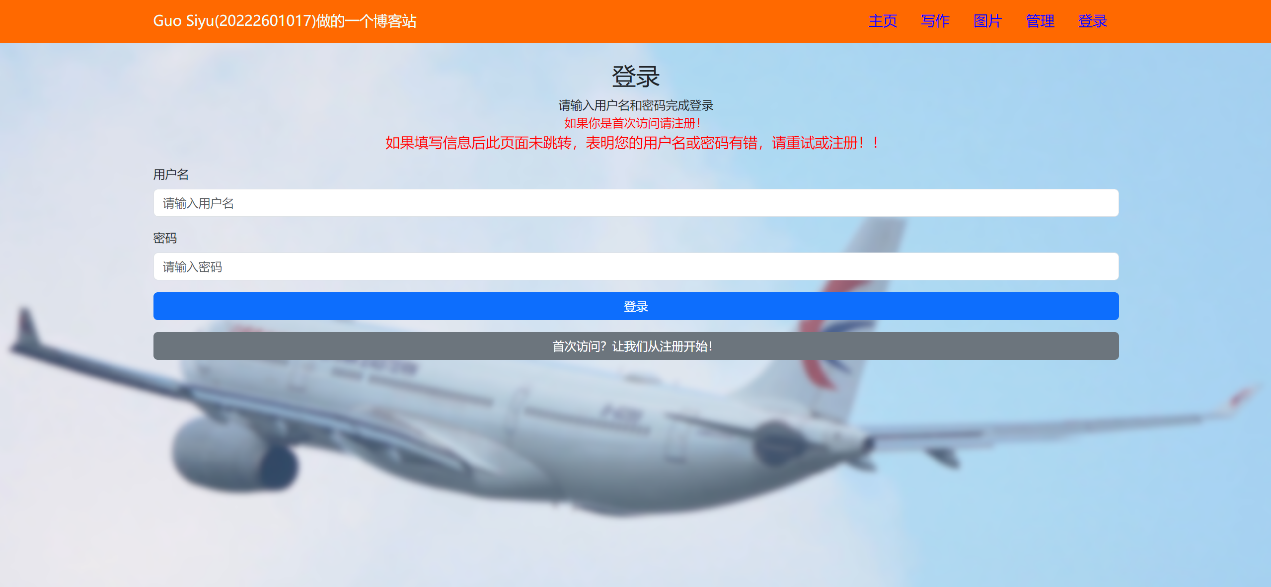 Guo Siyu(20222601017)做的一个博客站
主页 写作 图片 管理 登录
登录
请输入用户名和密码完成登录
如果你是首次访问请注册！
如果填写信息后此页面未跳转，表明您的用户名或密码有错，请重试或注册！！
用户名
请输入用户名
密码
请输入密码
登录
首次访问？让我们从注册开始！